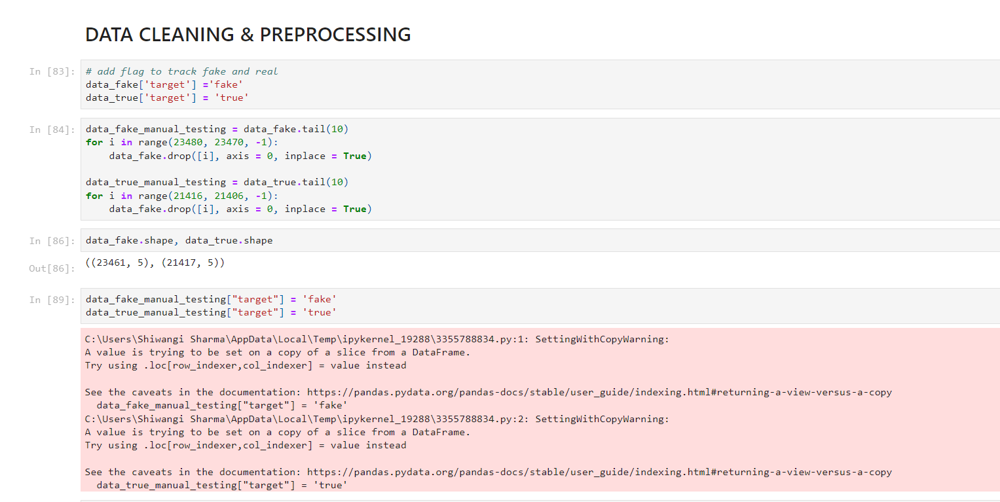 DATA CLEANING & PREPROCESSING
In [83]:
# add flag to track fake and real
data_fake['target'] ='fake'
data_true['target'] = 'true'
In [84]:
data_fake_manual_testing = data_fake.tail(10)
for i in range(23480, 23470, -1):
    data_fake.drop([i], axis = 0, inplace = True)
data_true_manual_testing = data_true.tail(10)
for i in range(21416, 21406, -1):
    data_fake.drop([i], axis = 0, inplace = True)
In [86]:
data_fake.shape, data_true.shape
Out[86]:
((23461, 5), (21417, 5))
In [89]:
data_fake_manual_testing["target"] = 'fake'
data_true_manual_testing["target"] = 'true'
C:\Users\Shiwangi Sharma\AppData\Local\Temp\ipykernel_19288\3355788834.py:1: SettingWithCopyWarning:
A value is trying to be set on a copy of a slice from a DataFrame.
Try using .loc[row_indexer,col_indexer] = value instead
See the caveats in the documentation: https://pandas.pydata.org/pandas-docs/stable/user_guide/indexing.html#returning-a-view-versus-a-copy
  data_fake_manual_testing["target"] = 'fake'
C:\Users\Shiwangi Sharma\AppData\Local\Temp\ipykernel_19288\3355788834.py:2: SettingWithCopyWarning:
A value is trying to be set on a copy of a slice from a DataFrame.
Try using .loc[row_indexer,col_indexer] = value instead
See the caveats in the documentation: https://pandas.pydata.org/pandas-docs/stable/user_guide/indexing.html#returning-a-view-versus-a-copy
  data_true_manual_testing["target"] = 'true'